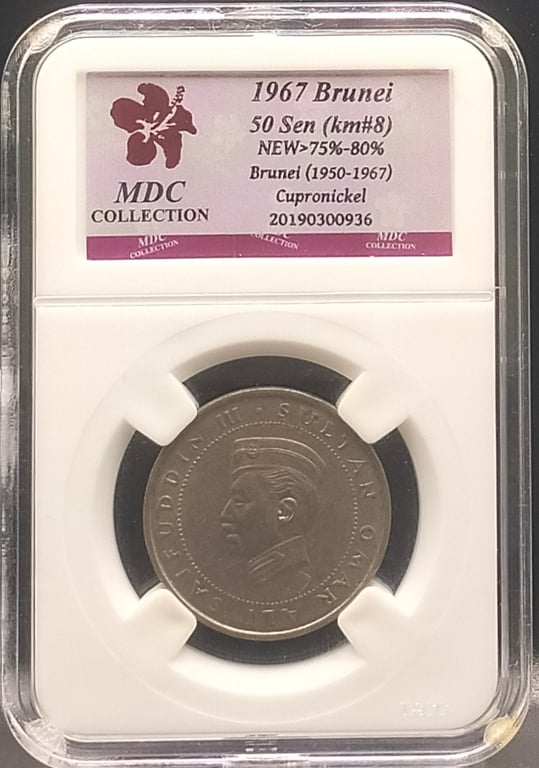 1967 Brunei
50 Sen (km#8)
NEW>75%-80%
Brunei (1950-1967)
Cupronickel
20190300936
MDC
COLLECTION
MDC
COLLECTION
MDC
COLLECTION
MDC
COLLECTION
SULTAN OMAR ALI SAIFUDDIN III